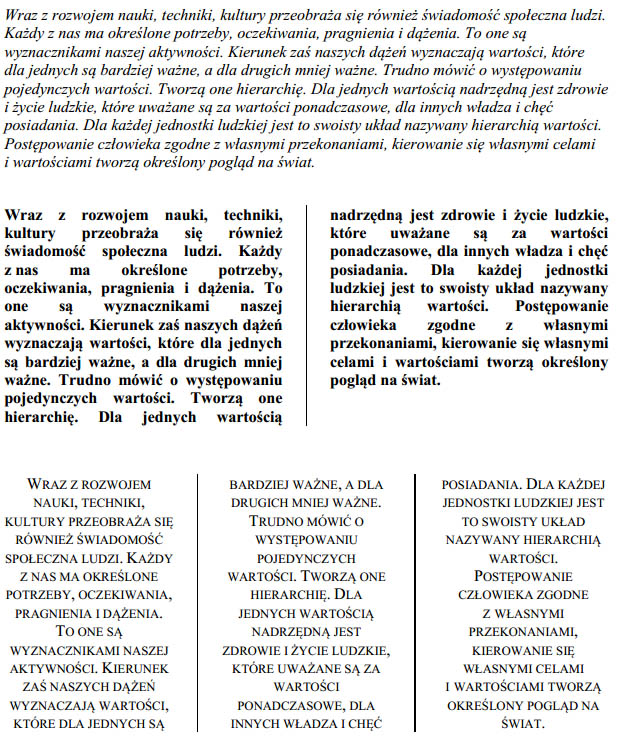 Wraz z rozwojem nauki, techniki, kultury przeobraża się również świadomość społeczna ludzi.
Każdy z nas ma określone potrzeby, oczekiwania, pragnienia i dążenia. To one są
wyznacznikami naszej aktywności. Kierunek zaś naszych dążeń wyznaczają wartości, które
dla jednych są bardziej ważne, a dla drugich mniej ważne. Trudno mówić o występowaniu
pojedynczych wartości. Tworzą one hierarchię. Dla jednych wartością nadrzędną jest zdrowie
i życie ludzkie, które uważane są za wartości ponadczasowe, dla innych władza i chęć
posiadania. Dla każdej jednostki ludzkiej jest to swoisty układ nazywany hierarchią wartości.
Postępowanie człowieka zgodne z własnymi przekonaniami, kierowanie się własnymi celami
i wartościami tworzą określony pogląd na świat.
Wraz z rozwojem nauki, techniki,
kultury przeobraża się również
świadomość społeczna ludzi. Każdy
z nas ma określone potrzeby,
oczekiwania, pragnienia i dążenia. To
one są wyznacznikami naszej
aktywności. Kierunek zaś naszych dążeń
wyznaczają wartości, które dla jednych
są bardziej ważne, a dla drugich mniej
ważne. Trudno mówić o występowaniu
pojedynczych wartości. Tworzą one
hierarchię. Dla jednych wartością
nadrzędną jest zdrowie i życie ludzkie,
które uważane są za wartości
ponadczasowe, dla innych władza i chęć
posiadania. Dla każdej jednostki
ludzkiej jest to swoisty układ nazywany
hierarchią wartości. Postępowanie
człowieka zgodne z własnymi
przekonaniami, kierowanie się własnymi
celami i wartościami tworzą określony
pogląd na świat.
WRAZ Z ROZWOJEM
NAUKI, TECHNIKI,
KULTURY PRZEOBRAŻA SIĘ
RÓWNIEŻ ŚWIADOMOŚĆ
SPOŁECZNA LUDZI. KAŻDY
Z NAS MA OKREŚLONE
POTRZEBY, OCZEKIWANIA,
PRAGNIENIA I DĄŻENIA.
TO ONE SĄ
WYZNACZNIKAMI NASZEJ
AKTYWNOŚCI. KIERUNEK
ZAŚ NASZYCH DĄŻEŃ
WYZNACZAJĄ WARTOŚCI,
KTÓRE DLA JEDNYCH SĄ
BARDZIEJ WAŻNE, A DLA
DRUGICH MNIEJ WAŻNE.
TRUDNO MÓWIĆ O
WYSTĘPOWANIU
POJEDYNCZYCH
WARTOŚCI. TWORZĄ ONE
HIERARCHIĘ. DLA
JEDNYCH WARTOŚCIĄ
NADRZĘDNĄ JEST
ZDROWIE I ŻYCIE LUDZKIE,
KTÓRE UWAŻANE SĄ ZA
WARTOŚCI
PONADCZASOWE, DLA
INNYCH WŁADZA I CHĘĆ
POSIADANIA. DLA KAŻDEJ
JEDNOSTKI LUDZKIEJ JEST
TO SWOISTY UKŁAD
NAZYWANY HIERARCHIĄ
WARTOŚCI.
POSTĘPOWANIE
CZŁOWIEKA ZGODNE
Z WŁASNYMI
PRZEKONANIAMI,
KIEROWANIE SIĘ
WŁASNYMI CELAMI
I WARTOŚCIAMI TWORZĄ
OKREŚLONY POGLĄD NA
ŚWIAT.